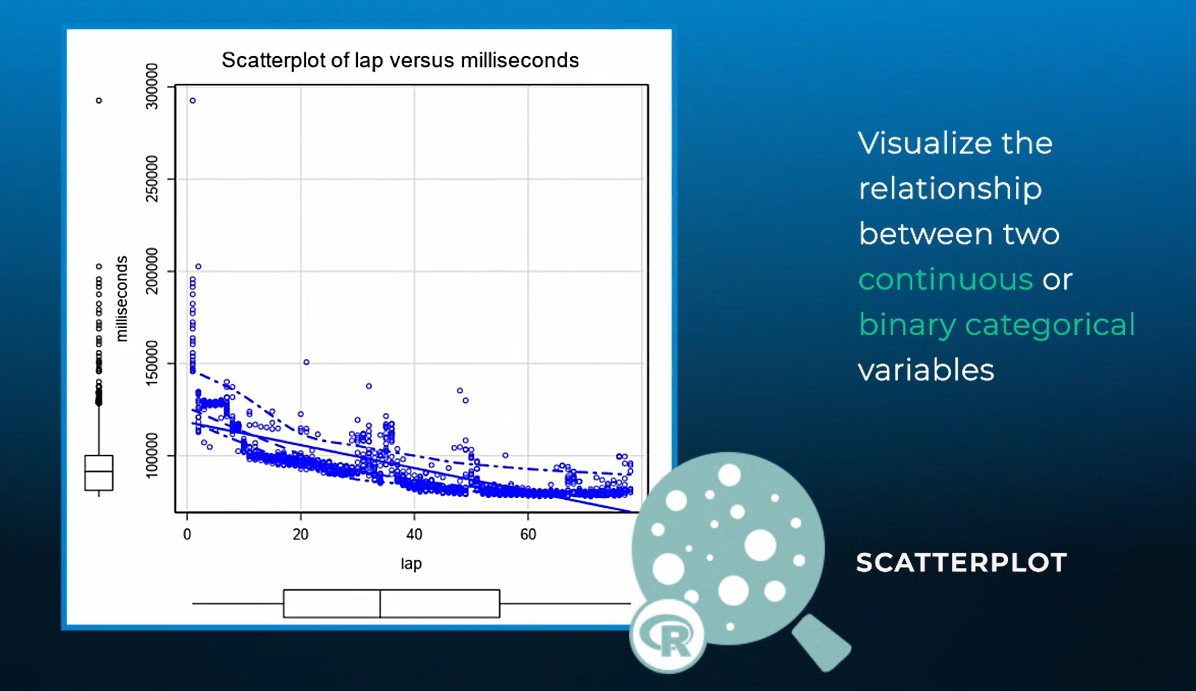 Scatterplot of lap versus milliseconds
300000
250000
200000
150000
100000
milliseconds
0 20 40 60
lap
R
Visualize the
relationship
between two
continuous or
binary categorical
variables
SCATTERPLOT